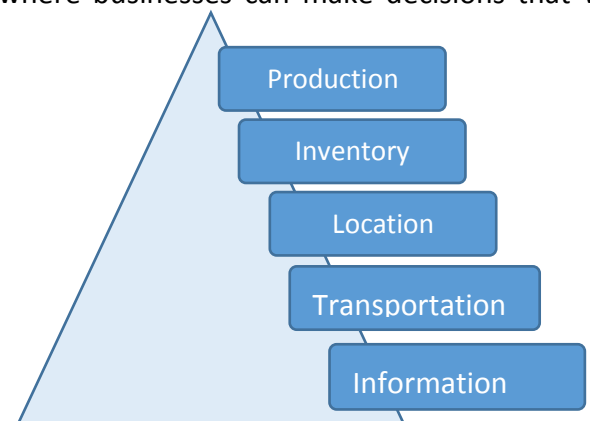 where businesses can make decisions that
Production
Inventory
Location
Transportation
Information